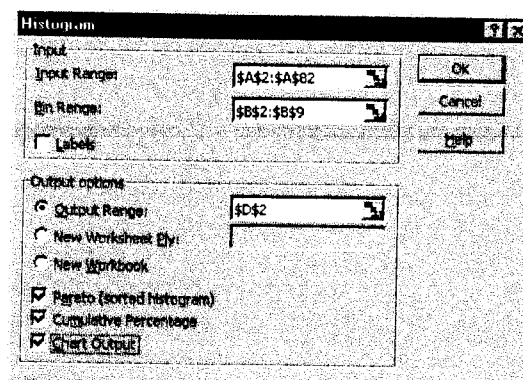 Histogram
Input
Input Range: $A$2:$A$82
OK
Bin Range: $B$2:$B$9
Cancel
Labels
Help
Output options
Output Range: $D$2
New Worksheet Ply:
New Workbook
Pareto (sorted histogram)
Cumulative Percentage
Chart Output